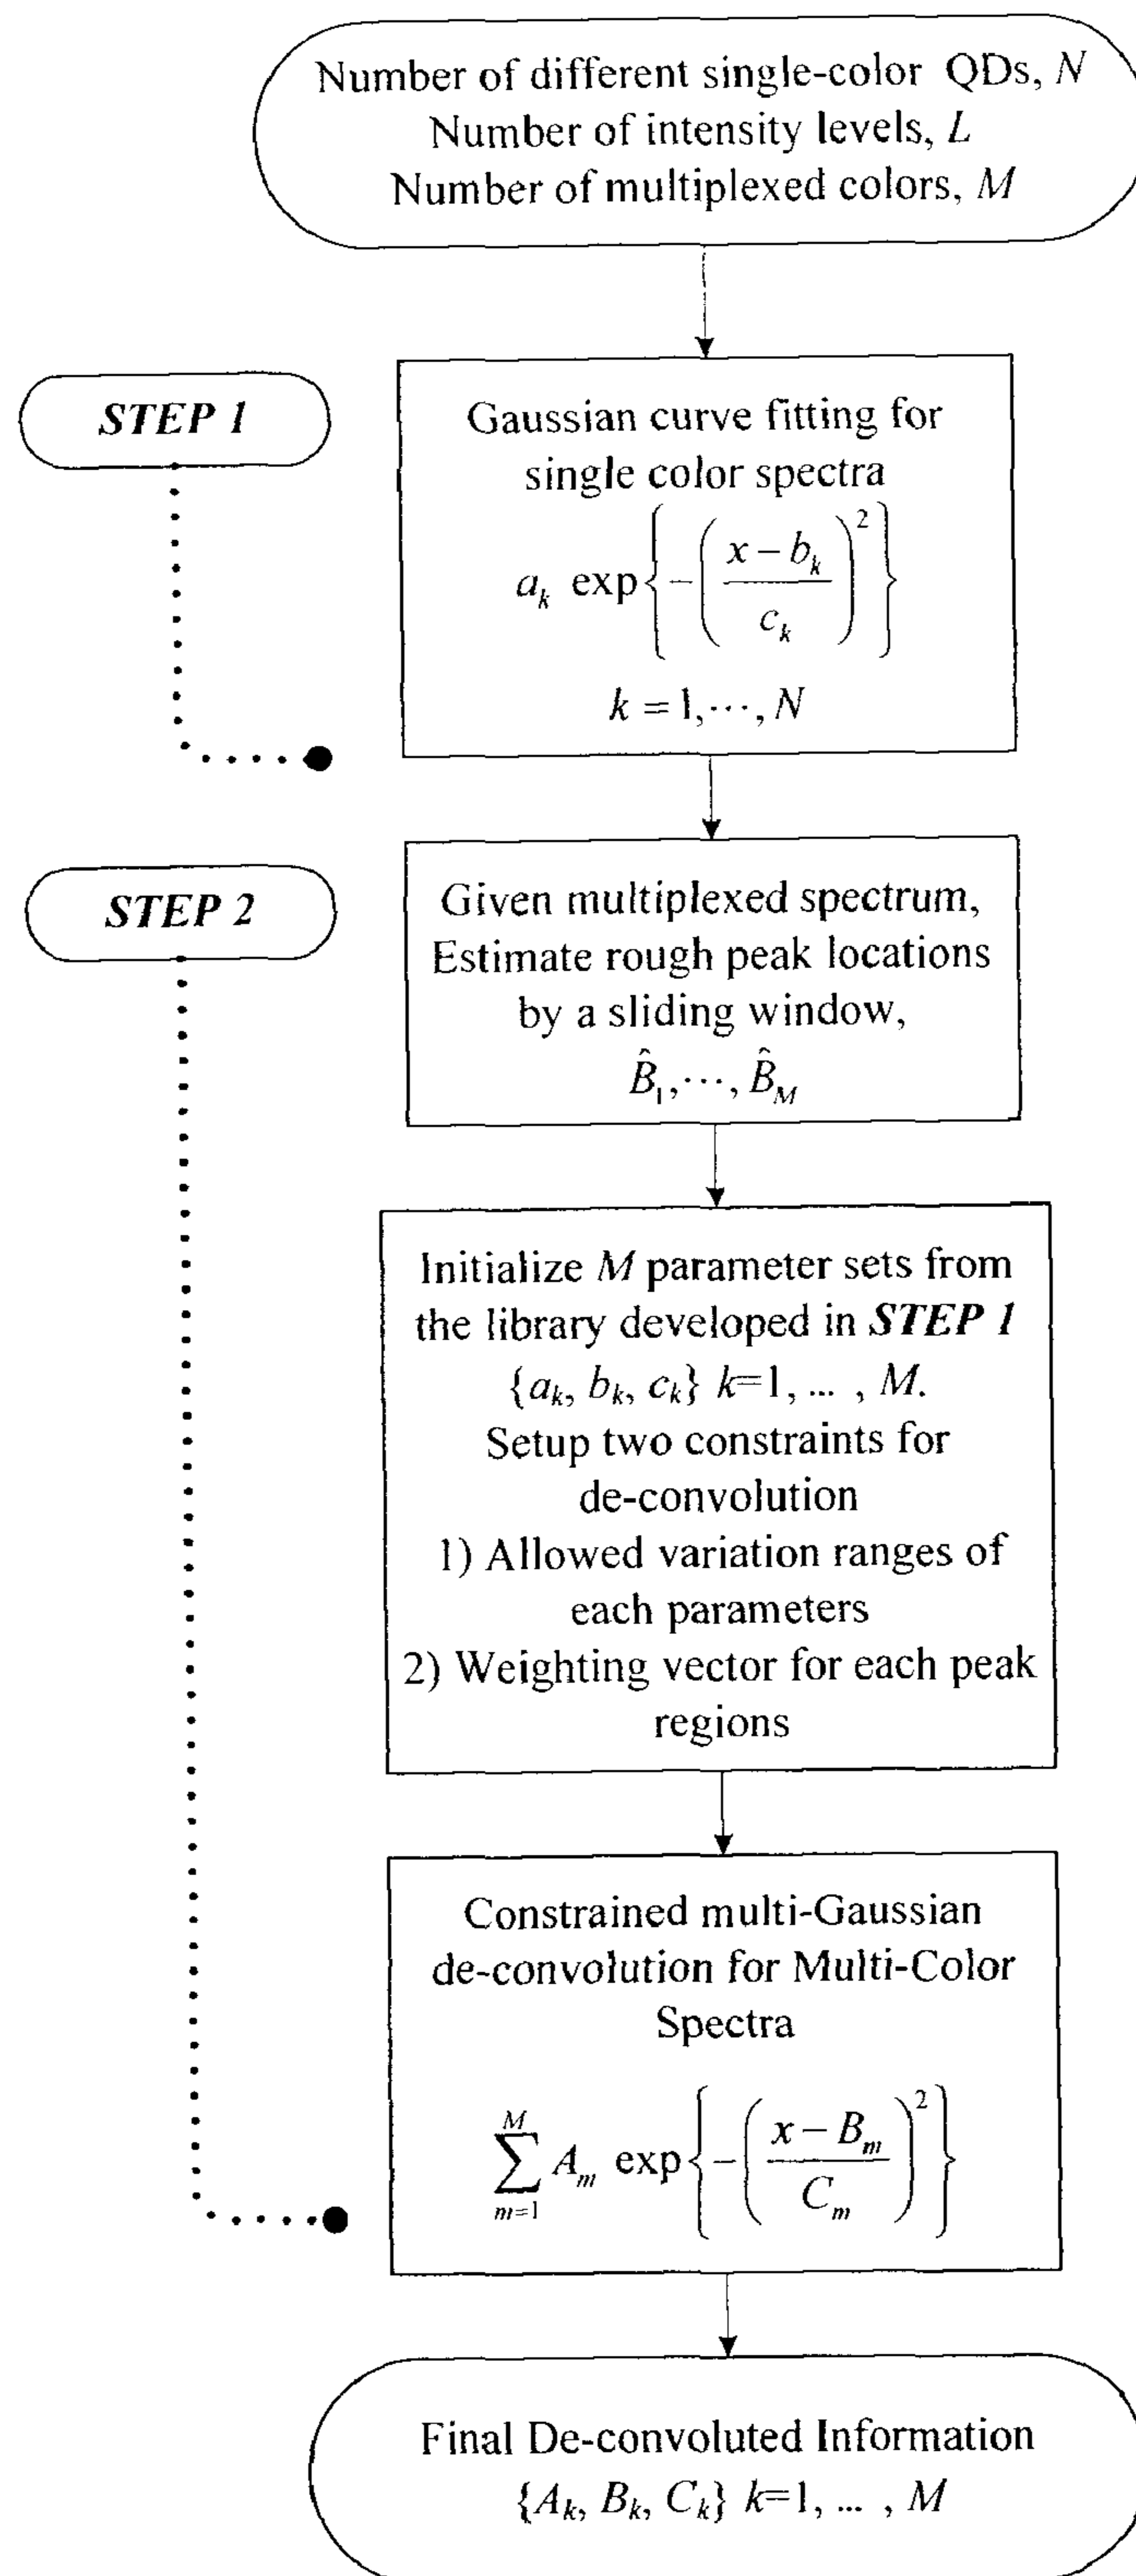 Number of different single-color QDs, N
Number of intensity levels, L
Number of multiplexed colors, M
STEP 1
Gaussian curve fitting for
single color spectra
a_k exp{-((x - b_k)/c_k)^2}
k = 1,⋯, N
STEP 2
Given multiplexed spectrum,
Estimate rough peak locations
by a sliding window,
B̂_1,⋯, B̂_M
Initialize M parameter sets from
the library developed in STEP 1
{a_k, b_k, c_k} k=1, ... , M.
Setup two constraints for
de-convolution
1) Allowed variation ranges of
each parameters
2) Weighting vector for each peak
regions
Constrained multi-Gaussian
de-convolution for Multi-Color
Spectra
∑_{m=1}^{M} A_m exp{-((x - B_m)/C_m)^2}
Final De-convoluted Information
{A_k, B_k, C_k} k=1, ... , M